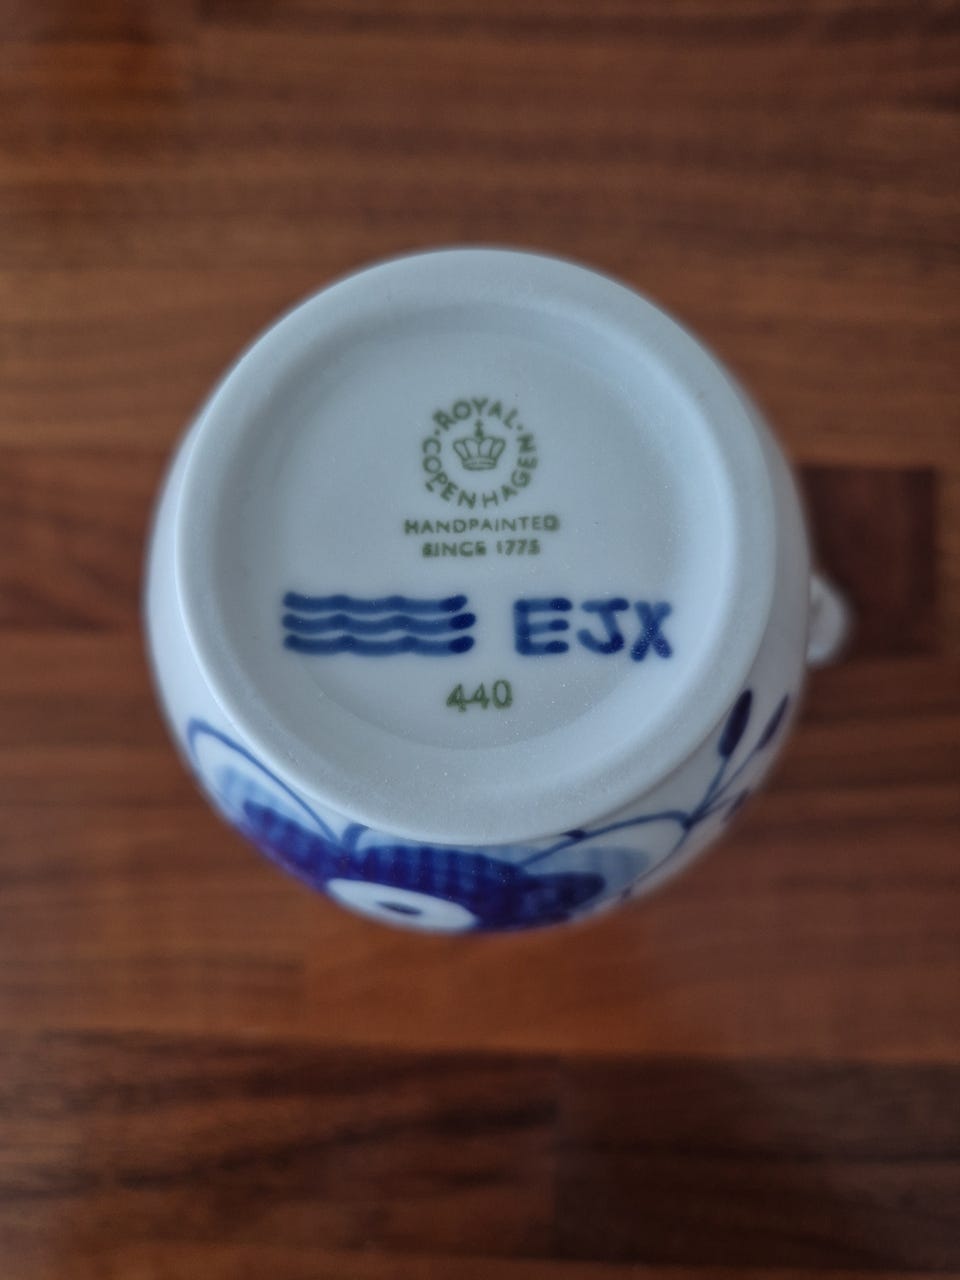 ROYAL
COPENHAGEN
HANDPAINTED
SINCE 1775
EJX
440